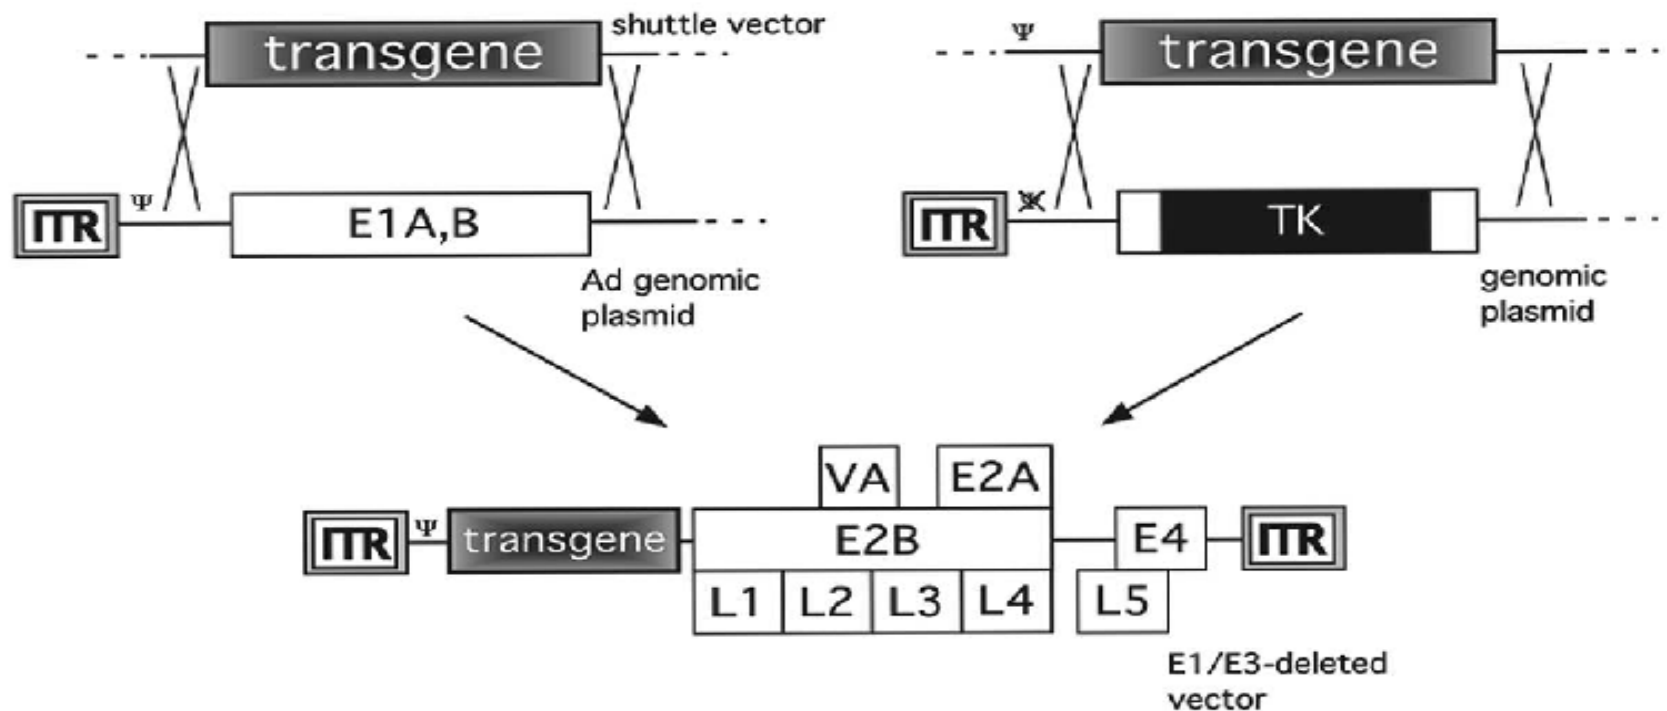 transgene
shuttle vector
Ψ
transgene
ITR
Ψ
E1A,B
Ad genomic
plasmid
ITR
Ψ
TK
genomic
plasmid
VA
E2A
ITR
Ψ
transgene
E2B
E4
ITR
L1
L2
L3
L4
L5
E1/E3-deleted
vector